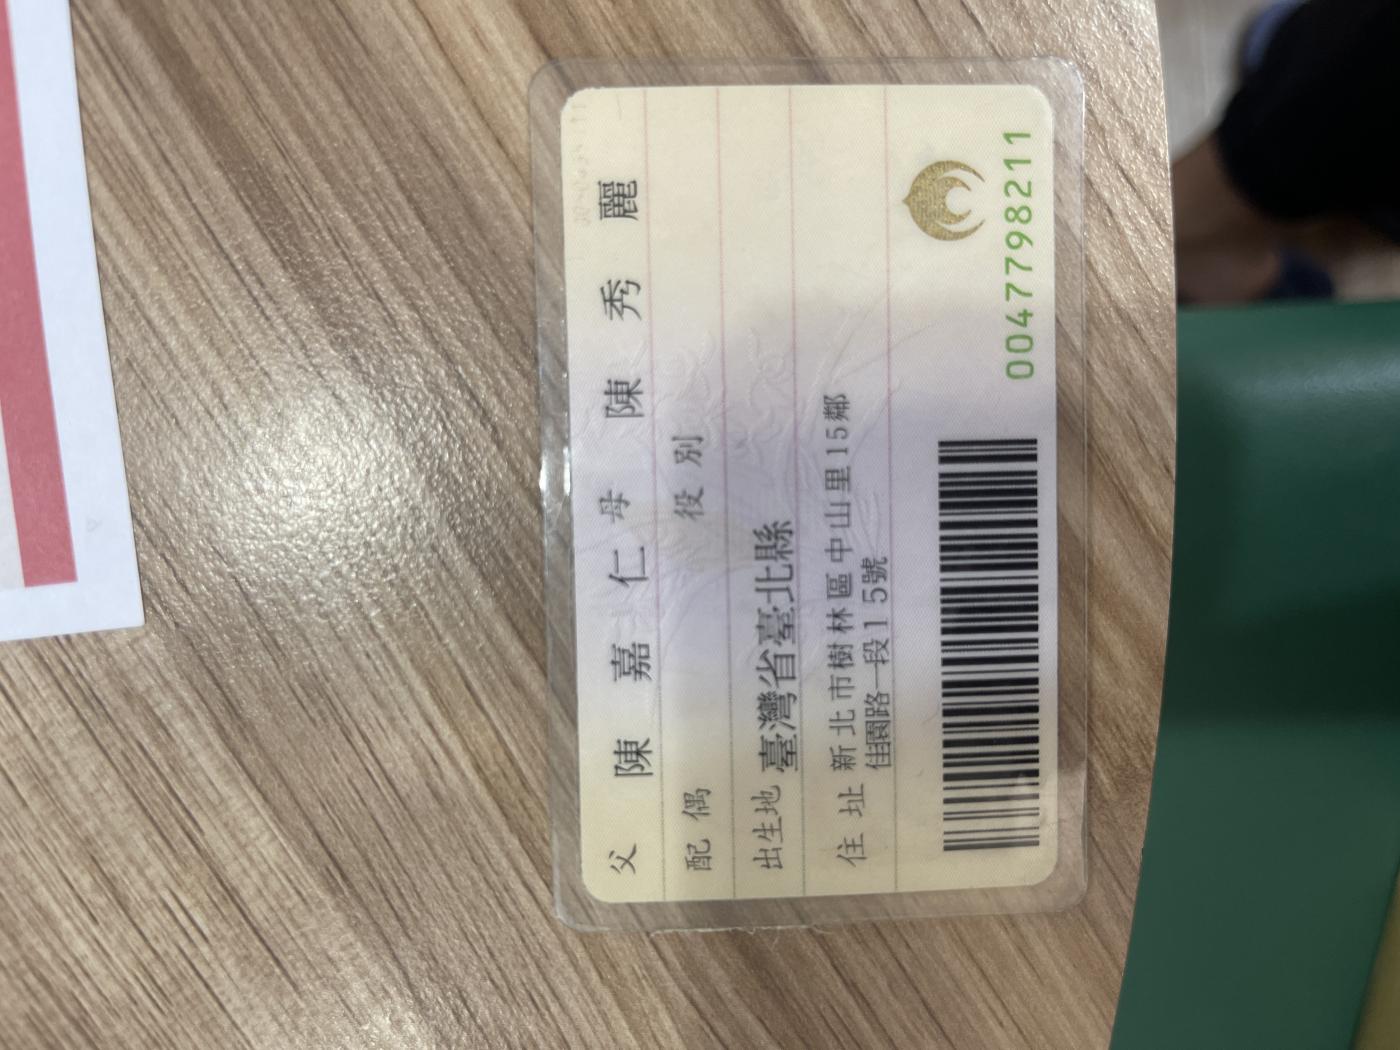 父 陳 嘉 仁 母 陳 秀 麗
配 偶 役 別
出生地 臺灣省臺北縣
住 址 新北市樹林區中山里15鄰
佳園路一段15號
0047798211